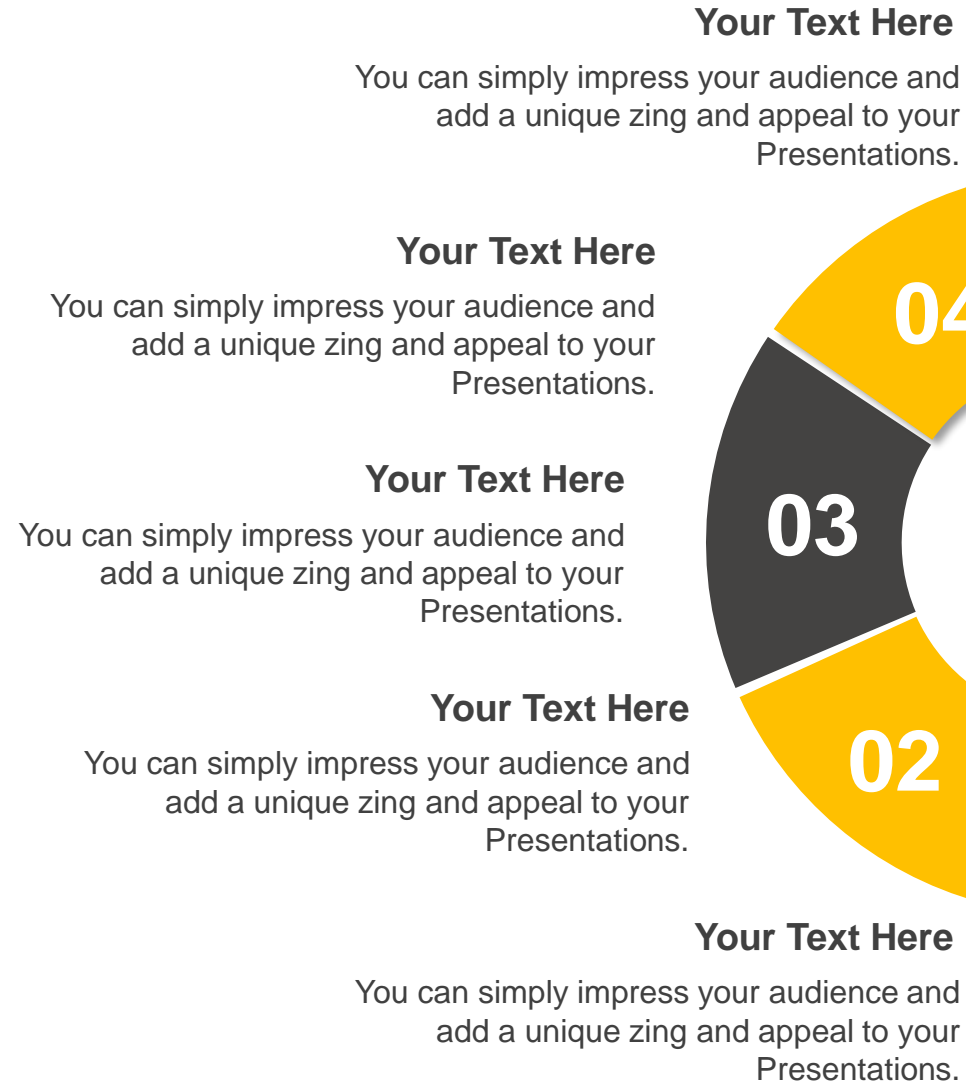 Your Text Here
You can simply impress your audience and
add a unique zing and appeal to your
Presentations.
Your Text Here
You can simply impress your audience and
add a unique zing and appeal to your
Presentations.
04
Your Text Here
You can simply impress your audience and
add a unique zing and appeal to your
Presentations.
03
Your Text Here
You can simply impress your audience and
add a unique zing and appeal to your
Presentations.
02
Your Text Here
You can simply impress your audience and
add a unique zing and appeal to your
Presentations.